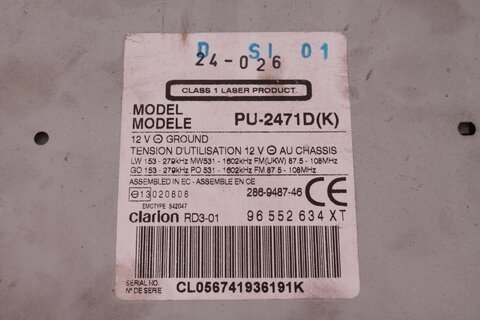 D SI 01
24-026
CLASS 1 LASER PRODUCT.
MODEL
MODELE PU-2471D(K)
12 V ⊖ GROUND
TENSION D'UTILISATION 12 V ⊖ AU CHASSIS
LW 153 - 279kHz MW531 - 1602kHz FM(UKW) 87.5 - 108MHz
GO 153 - 279kHz PO 531 - 1602kHz FM 87.5 - 108MHz
ASSEMBLED IN EC - ASSEMBLE EN CE 286-9487-46 CE
13020808
EMCTYPE 542047
Clarion RD3-01 96 552 634 XT
SERIAL NO.
N° DE SERIE CL056741936191K